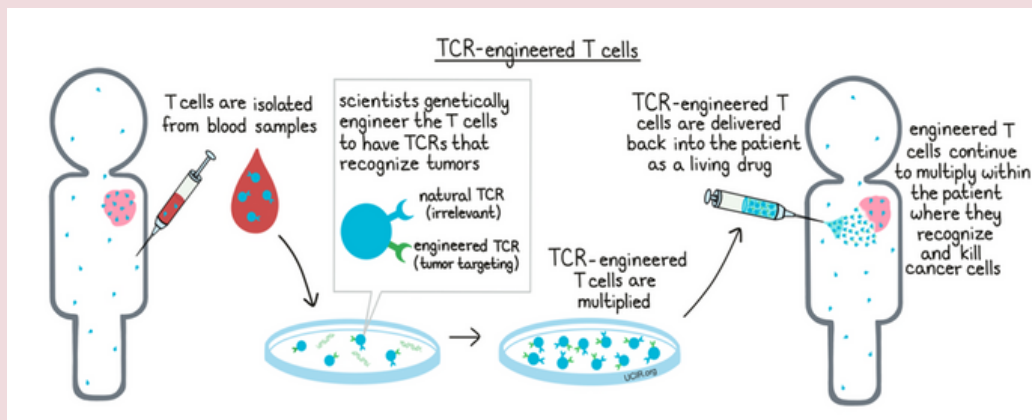 TCR-engineered T cells
T cells are isolated
from blood samples
scientists genetically
engineer the T cells
to have TCRs that
recognize tumors
natural TCR
(irrelevant)
engineered TCR
(tumor targeting)
TCR-engineered
T cells are
multiplied
UCIR.org
TCR-engineered T
cells are delivered
back into the patient
as a living drug
engineered T
cells continue
to multiply within
the patient
where they
recognize
and kill
cancer cells